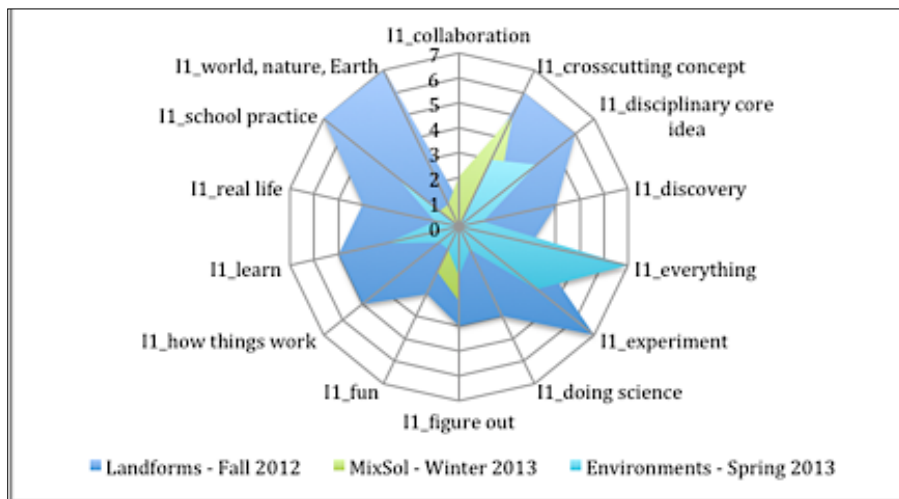 I1_collaboration
7
I1_world, nature, Earth
I1_crosscutting concept
6
5
I1_school practice
I1_disciplinary core
idea
4
3
I1_real life
I1_discovery
2
1
0
I1_learn
I1_everything
I1_how things work
I1_experiment
I1_fun
I1_doing science
I1_figure out
Landforms - Fall 2012 MixSol - Winter 2013 Environments - Spring 2013